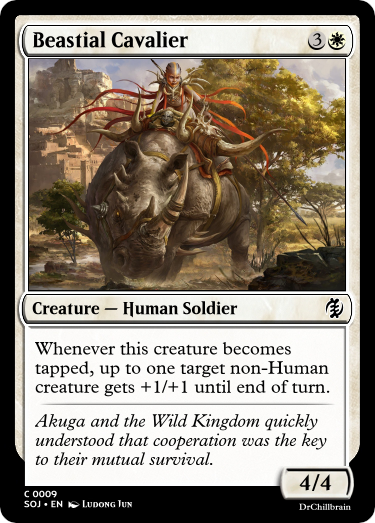 Beastial Cavalier 3
Creature — Human Soldier
Whenever this creature becomes
tapped, up to one target non-Human
creature gets +1/+1 until end of turn.
Akuga and the Wild Kingdom quickly
understood that cooperation was the key
to their mutual survival.
4/4
C 0009
SOJ • EN Ludong Jun
DrChillbrain